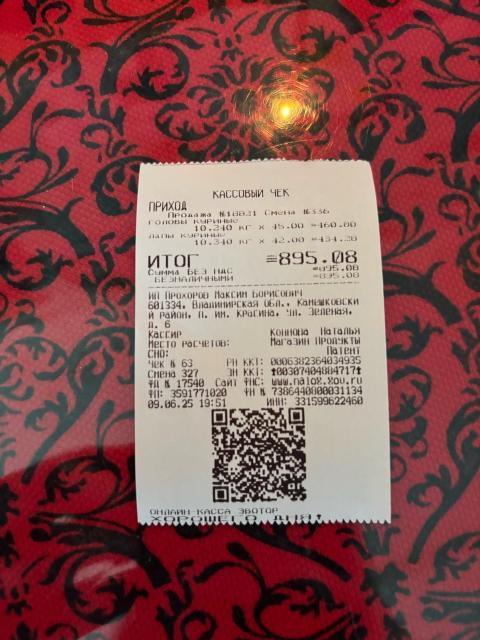 КАССОВЫЙ ЧЕК
ПРИХОД
Продажа №18821 Смена №336
Головы куриные
10.240 кг х 45.00 =460.80
Лапы куриные
10.340 кг х 42.00 =434.28
ИТОГ =895.08
Сумма БЕЗ НДС =895.08
БЕЗНАЛИЧНЫМИ =895.08
ИП Прохоров Максим Борисович
601334, Владимирская обл., Камешковски
й район, п. им. Красина, ул. Зеленая,
д. 6
Кассир Коннова Наталья
Место расчетов: Магазин Продукты
СНО: Патент
Чек № 63 РН ККТ: 0006382364034935
Смена 327 ЗН ККТ: 00307404884717
ФД № 17540 Сайт ФНС: www.nalog.gov.ru
ФП: 3591771020 ФН № 7386440800031134
09.06.25 19:51 ИНН: 331599622460
ОНЛАЙН-КАССА ЭВОТОР
ХОРОШЕГО ДНЯ!